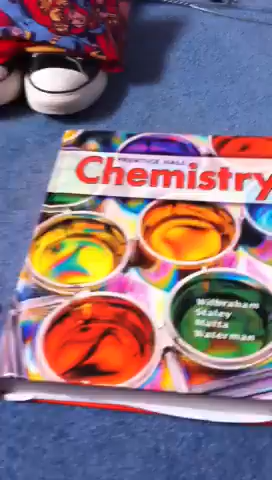 PRENTICE HALL
Chemistry
Wilbraham
Staley
Matta
Waterman